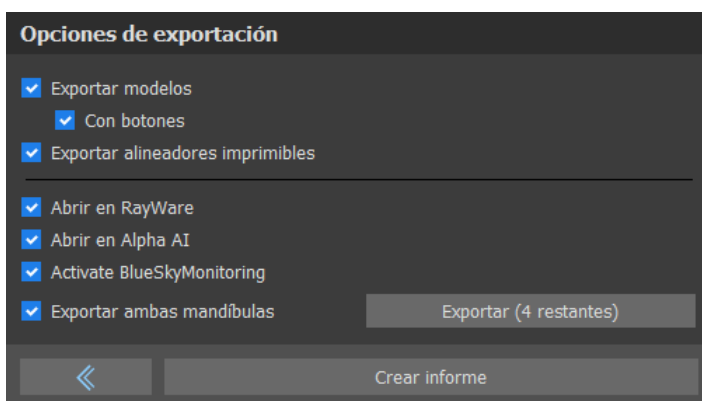 Opciones de exportación
Exportar modelos
Con botones
Exportar alineadores imprimibles
Abrir en RayWare
Abrir en Alpha AI
Activate BlueSkyMonitoring
Exportar ambas mandíbulas
Exportar (4 restantes)
Crear informe